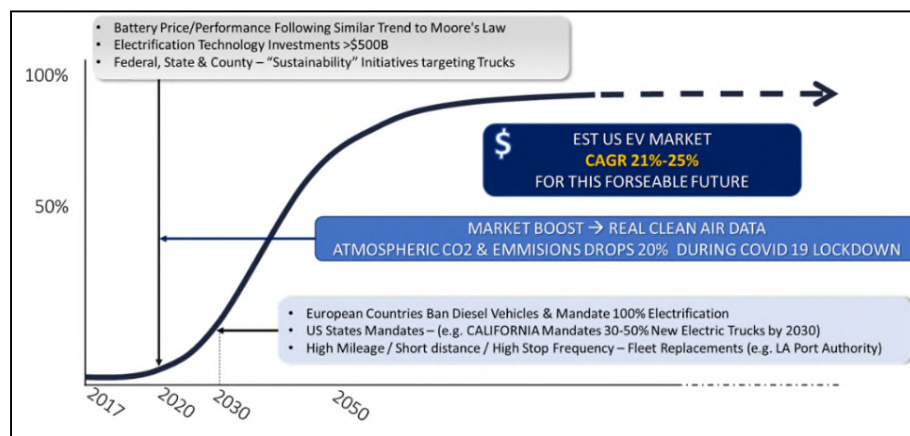 • Battery Price/Performance Following Similar Trend to Moore's Law
• Electrification Technology Investments >$500B
• Federal, State & County – “Sustainability” Initiatives targeting Trucks
100%
$
EST US EV MARKET
CAGR 21%-25%
FOR THIS FORSEABLE FUTURE
50%
MARKET BOOST → REAL CLEAN AIR DATA
ATMOSPHERIC CO2 & EMMISIONS DROPS 20% DURING COVID 19 LOCKDOWN
• European Countries Ban Diesel Vehicles & Mandate 100% Electrification
• US States Mandates – (e.g. CALIFORNIA Mandates 30-50% New Electric Trucks by 2030)
• High Mileage / Short distance / High Stop Frequency – Fleet Replacements (e.g. LA Port Authority)
2017
2020
2030
2050